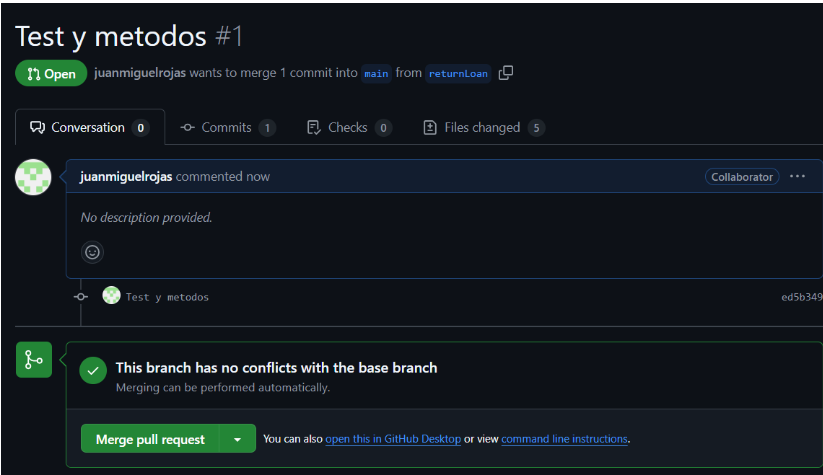 Test y metodos #1
Open juanmiguelrojas wants to merge 1 commit into main from returnLoan
Conversation 0 Commits 1 Checks 0 Files changed 5
juanmiguelrojas commented now Collaborator ...
No description provided.
Test y metodos ed5b349
This branch has no conflicts with the base branch
Merging can be performed automatically.
Merge pull request You can also open this in GitHub Desktop or view command line instructions.